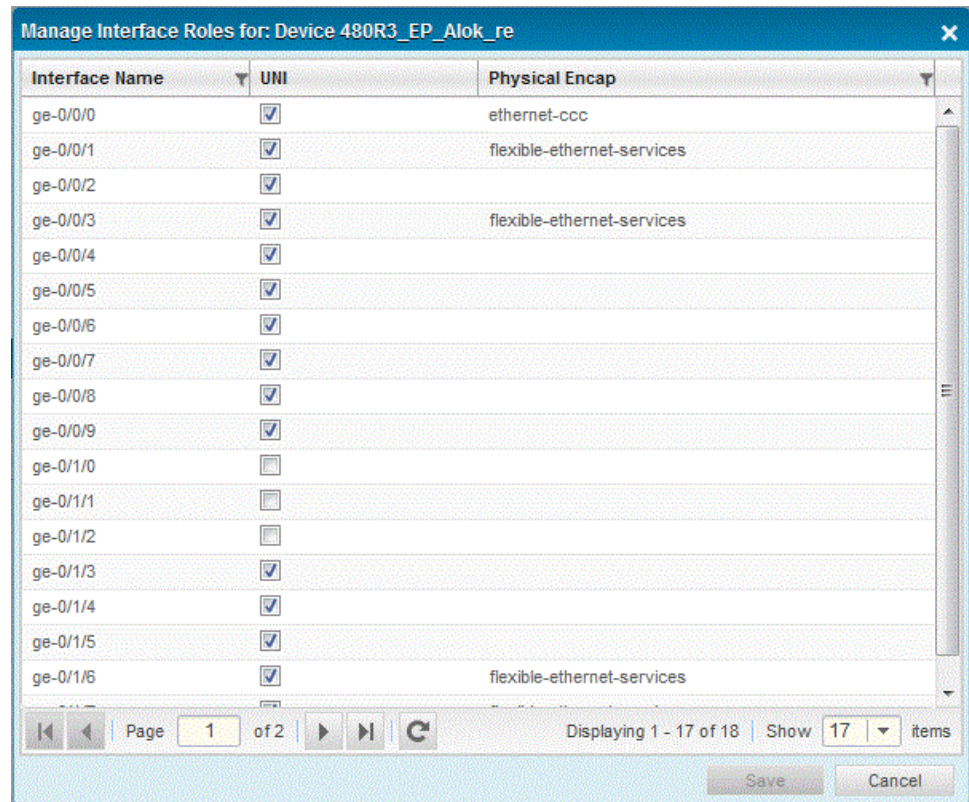 Manage Interface Roles for: Device 480R3_EP_Alok_re
Interface Name UNI Physical Encap
ge-0/0/0 ethernet-ccc
ge-0/0/1 flexible-ethernet-services
ge-0/0/2
ge-0/0/3 flexible-ethernet-services
ge-0/0/4
ge-0/0/5
ge-0/0/6
ge-0/0/7
ge-0/0/8
ge-0/0/9
ge-0/1/0
ge-0/1/1
ge-0/1/2
ge-0/1/3
ge-0/1/4
ge-0/1/5
ge-0/1/6 flexible-ethernet-services
Page 1 of 2 Displaying 1 - 17 of 18 Show 17 items
Save Cancel